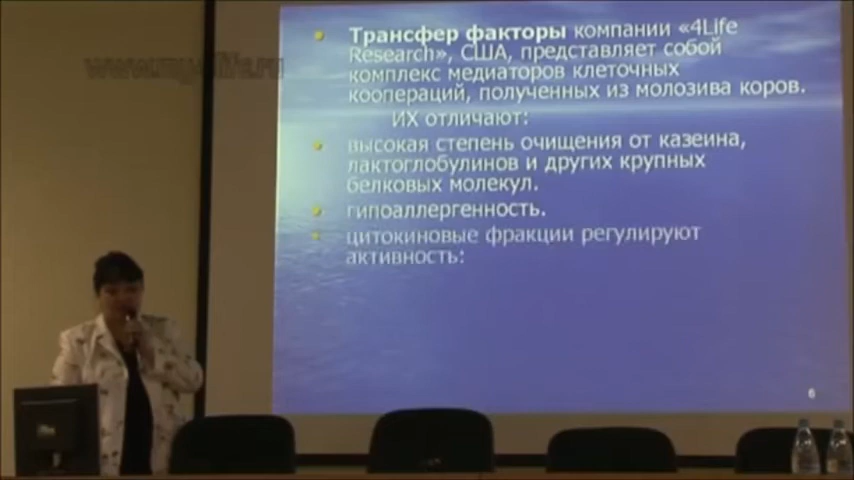 Трансфер факторы компании «4Life
Research», США, представляет собой
комплекс медиаторов клеточных
коопераций, полученных из молозива коров.
ИХ отличают:
высокая степень очищения от казеина,
лактоглобулинов и других крупных
белковых молекул.
гипоаллергенность.
цитокиновые фракции регулируют
активность:
6